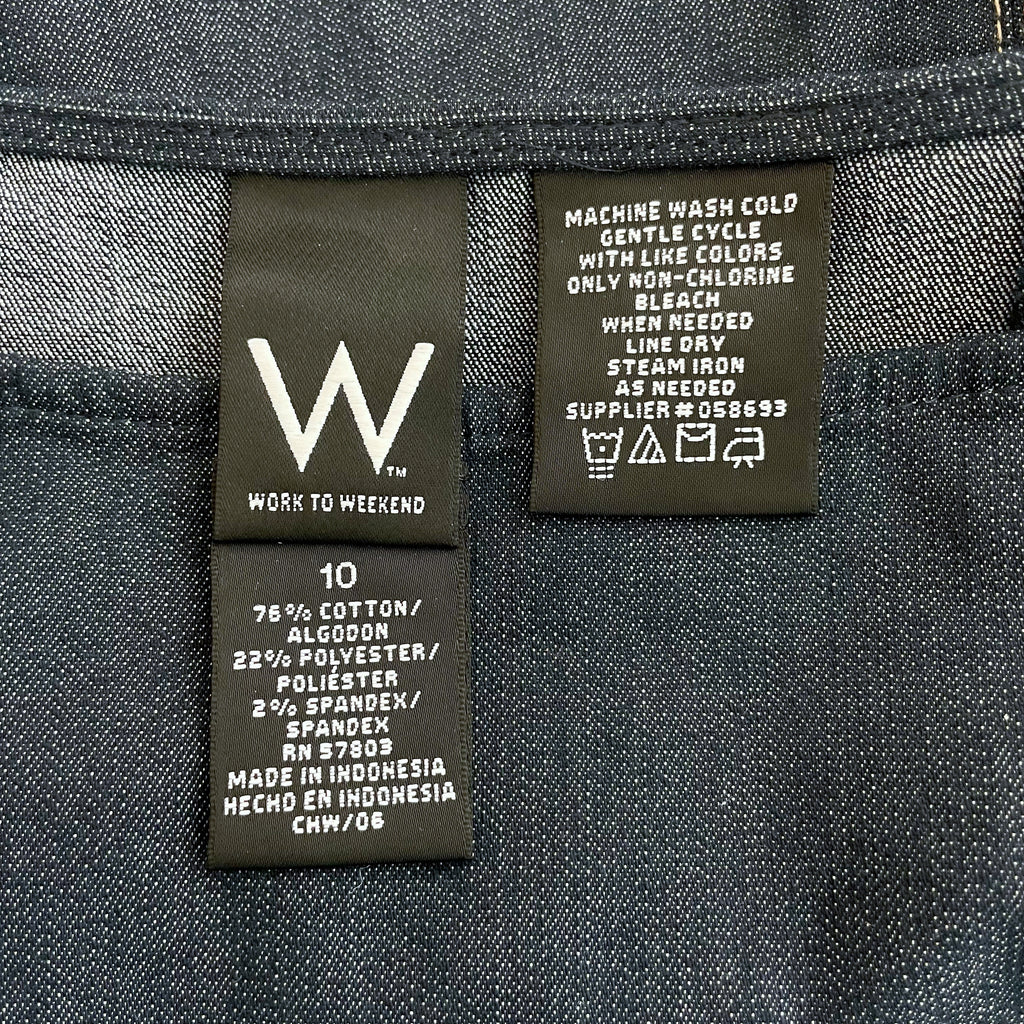 W
TM
WORK TO WEEKEND
10
76% COTTON/
ALGODON
22% POLYESTER/
POLIÉSTER
2% SPANDEX/
SPANDEX
RN 57803
MADE IN INDONESIA
HECHO EN INDONESIA
CHW/06
MACHINE WASH COLD
GENTLE CYCLE
WITH LIKE COLORS
ONLY NON-CHLORINE
BLEACH
WHEN NEEDED
LINE DRY
STEAM IRON
AS NEEDED
SUPPLIER#058693